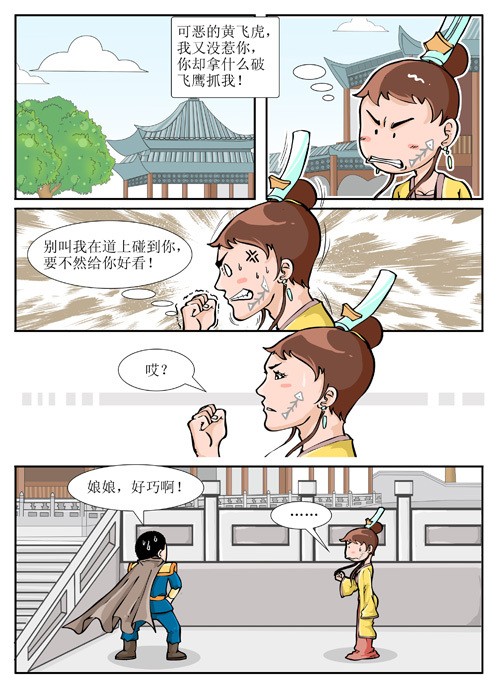 可恶的黄飞虎，
我又没惹你，
你却拿什么破
飞鹰抓我！
别叫我在道上碰到你，
要不然给你好看！
哎？
娘娘，好巧啊！
……